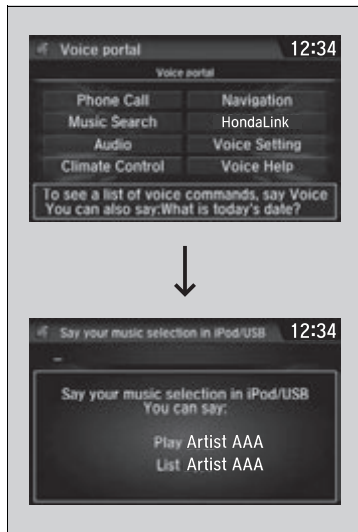 Voice portal 12:34
Voice portal
Phone Call Navigation
Music Search HondaLink
Audio Voice Setting
Climate Control Voice Help
To see a list of voice commands, say Voice
You can also say:What is today's date?
Say your music selection in iPod/USB 12:34
Say your music selection in iPod/USB
You can say:
Play Artist AAA
List Artist AAA